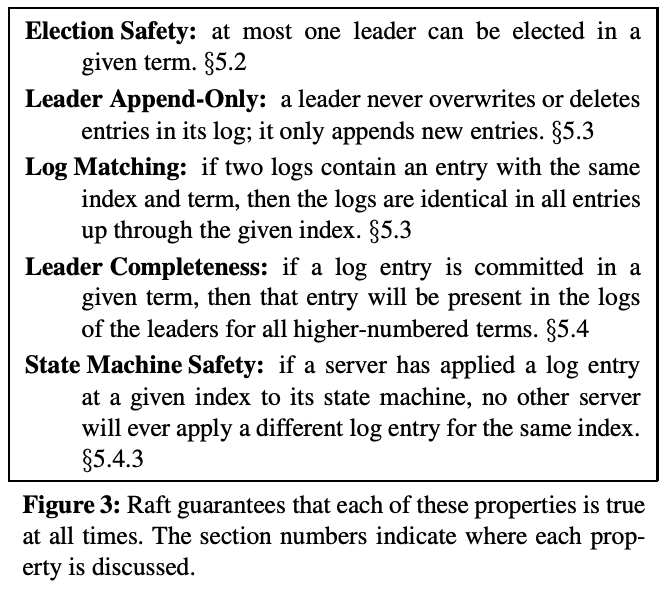 Election Safety: at most one leader can be elected in a
given term. §5.2
Leader Append-Only: a leader never overwrites or deletes
entries in its log; it only appends new entries. §5.3
Log Matching: if two logs contain an entry with the same
index and term, then the logs are identical in all entries
up through the given index. §5.3
Leader Completeness: if a log entry is committed in a
given term, then that entry will be present in the logs
of the leaders for all higher-numbered terms. §5.4
State Machine Safety: if a server has applied a log entry
at a given index to its state machine, no other server
will ever apply a different log entry for the same index.
§5.4.3
Figure 3: Raft guarantees that each of these properties is true
at all times. The section numbers indicate where each prop-
erty is discussed.